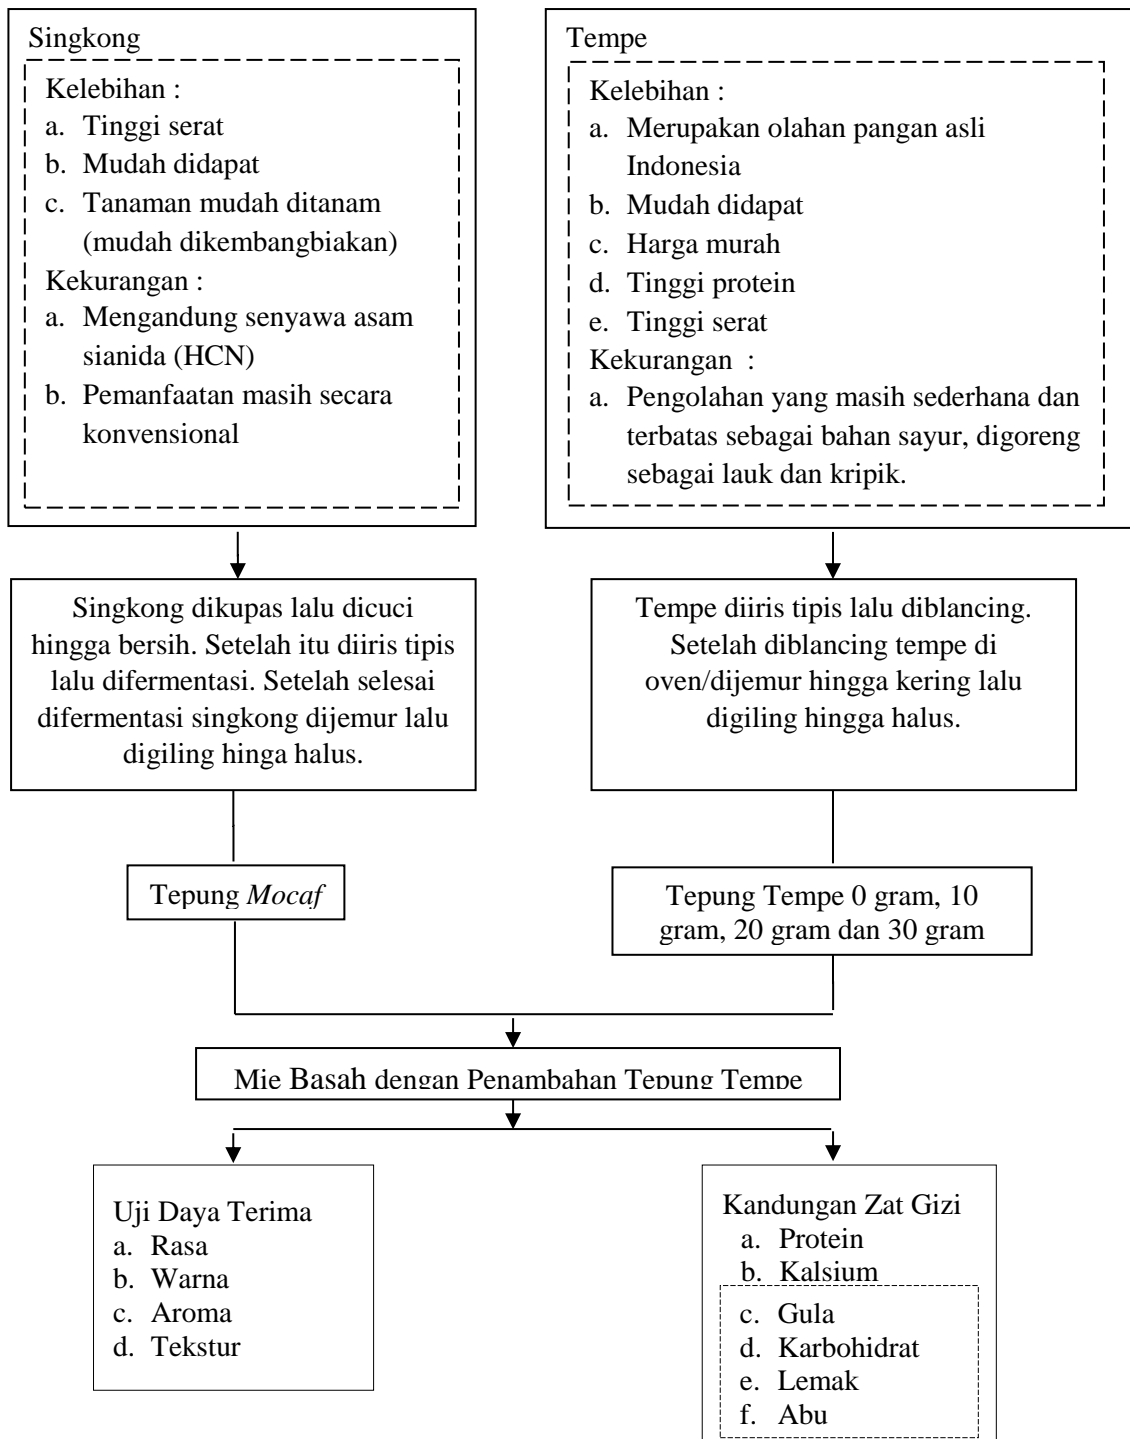 Singkong
Kelebihan :
a. Tinggi serat
b. Mudah didapat
c. Tanaman mudah ditanam
(mudah dikembangbiakan)
Kekurangan :
a. Mengandung senyawa asam
sianida (HCN)
b. Pemanfaatan masih secara
konvensional
Tempe
Kelebihan :
a. Merupakan olahan pangan asli
Indonesia
b. Mudah didapat
c. Harga murah
d. Tinggi protein
e. Tinggi serat
Kekurangan :
a. Pengolahan yang masih sederhana dan
terbatas sebagai bahan sayur, digoreng
sebagai lauk dan kripik.
Singkong dikupas lalu dicuci
hingga bersih. Setelah itu diiris tipis
lalu difermentasi. Setelah selesai
difermentasi singkong dijemur lalu
digiling hinga halus.
Tempe diiris tipis lalu diblancing.
Setelah diblancing tempe di
oven/dijemur hingga kering lalu
digiling hingga halus.
Tepung Mocaf
Tepung Tempe 0 gram, 10
gram, 20 gram dan 30 gram
Mie Basah dengan Penambahan Tepung Tempe
Uji Daya Terima
a. Rasa
b. Warna
c. Aroma
d. Tekstur
Kandungan Zat Gizi
a. Protein
b. Kalsium
c. Gula
d. Karbohidrat
e. Lemak
f. Abu